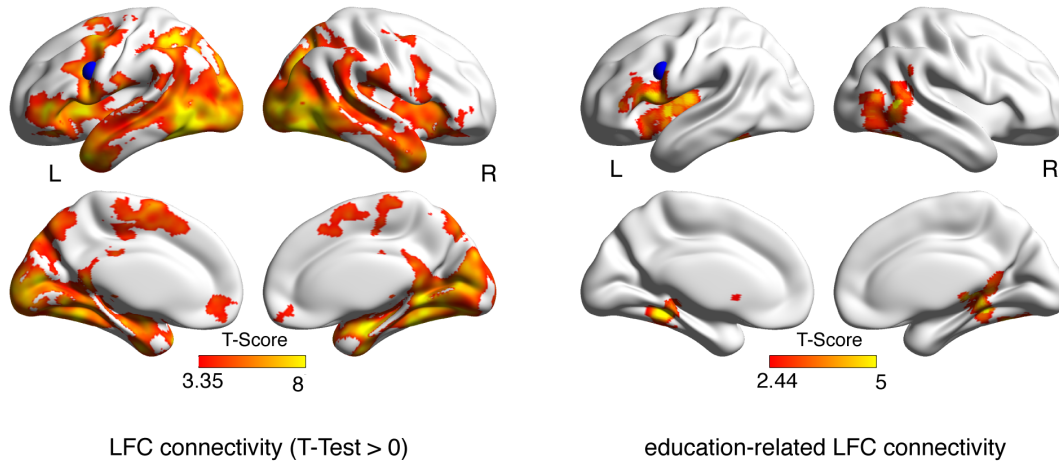 L
R
L
R
T-Score
3.35
8
T-Score
2.44
5
LFC connectivity (T-Test > 0)
education-related LFC connectivity